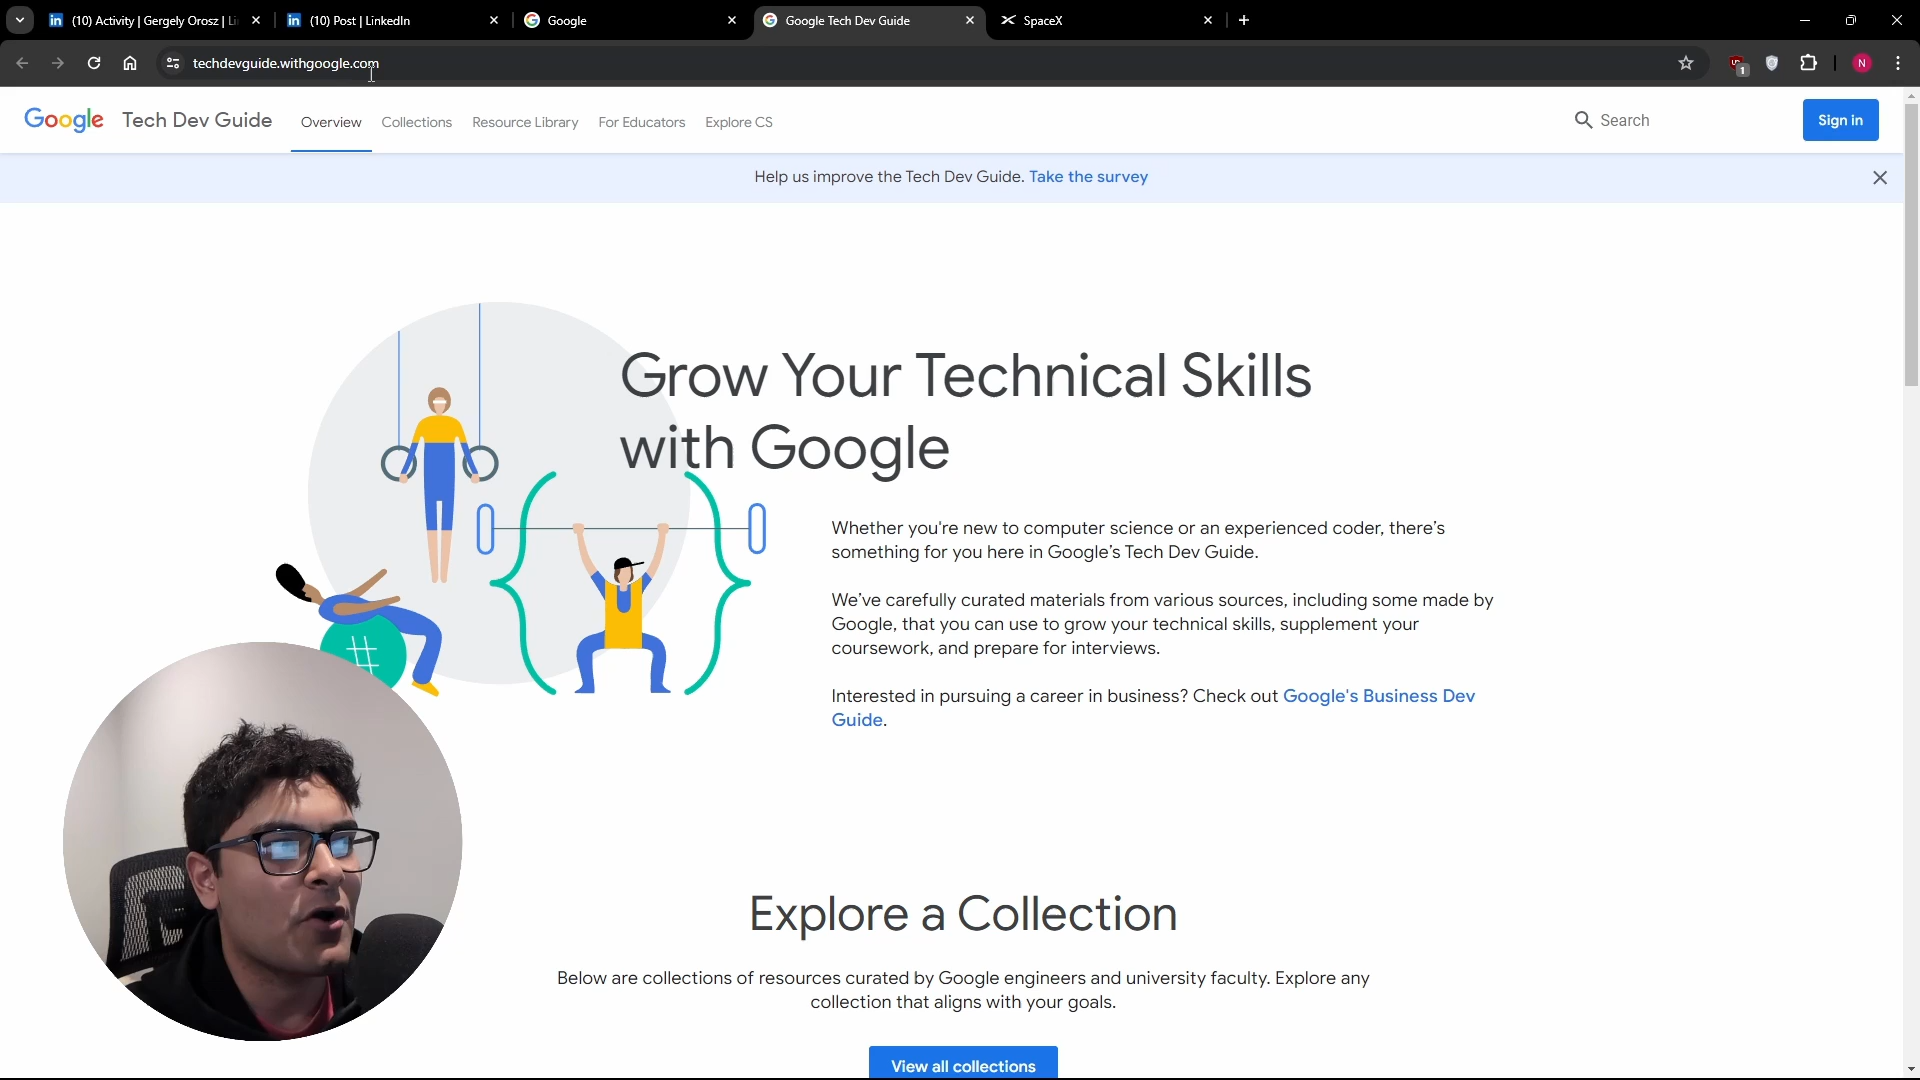 (10) Activity | Gergely Orosz | Li
(10) Post | LinkedIn
Google
Google Tech Dev Guide
SpaceX
techdevguide.withgoogle.com
1
N
Google Tech Dev Guide
Overview
Collections
Resource Library
For Educators
Explore CS
Search
Sign in
Help us improve the Tech Dev Guide. Take the survey
Grow Your Technical Skills
with Google
Whether you're new to computer science or an experienced coder, there's
something for you here in Google's Tech Dev Guide.
We've carefully curated materials from various sources, including some made by
Google, that you can use to grow your technical skills, supplement your
coursework, and prepare for interviews.
Interested in pursuing a career in business? Check out Google's Business Dev
Guide.
Explore a Collection
Below are collections of resources curated by Google engineers and university faculty. Explore any
collection that aligns with your goals.
View all collections